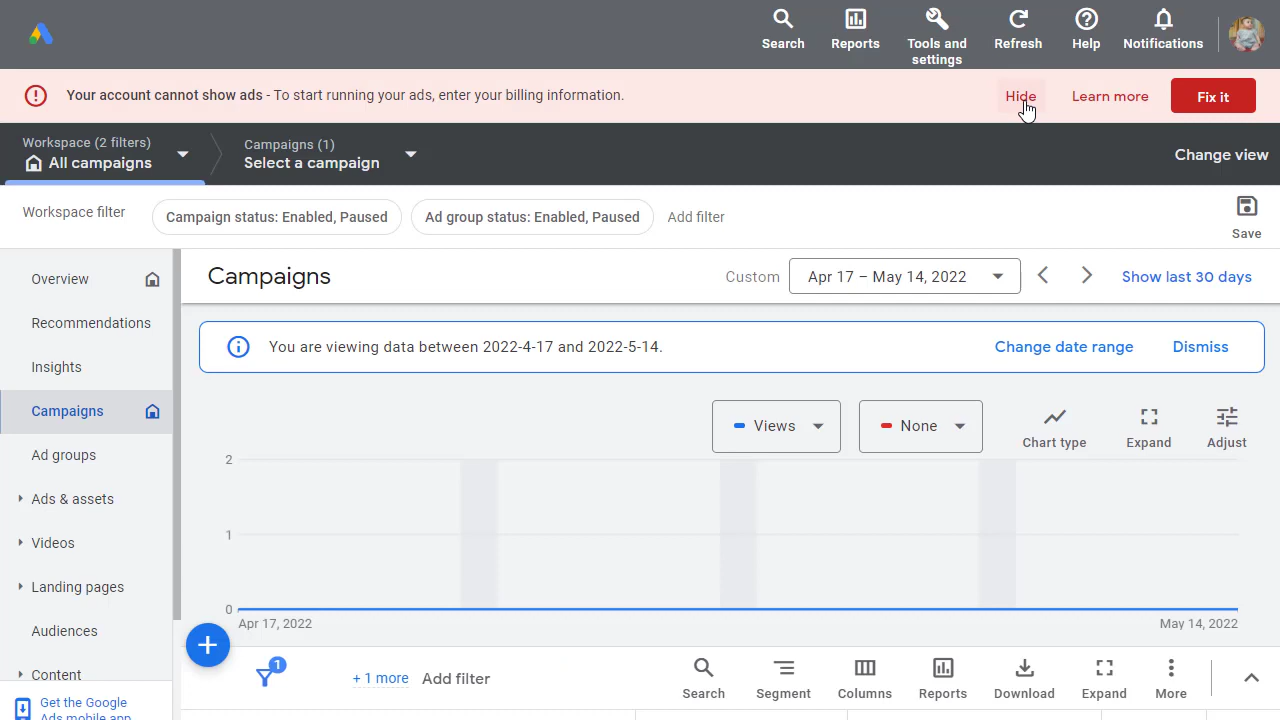 Search
Reports
Tools and settings
Refresh
Help
Notifications
Your account cannot show ads - To start running your ads, enter your billing information.
Hide
Learn more
Fix it
Workspace (2 filters)
All campaigns
Campaigns (1)
Select a campaign
Change view
Workspace filter
Campaign status: Enabled, Paused
Ad group status: Enabled, Paused
Add filter
Save
Overview
Recommendations
Insights
Campaigns
Ad groups
Ads & assets
Videos
Landing pages
Audiences
Content
Get the Google
Ads mobile app
Campaigns
Custom
Apr 17 – May 14, 2022
Show last 30 days
You are viewing data between 2022-4-17 and 2022-5-14.
Change date range
Dismiss
Views
None
Chart type
Expand
Adjust
2
1
0
Apr 17, 2022
May 14, 2022
1
+ 1 more
Add filter
Search
Segment
Columns
Reports
Download
Expand
More